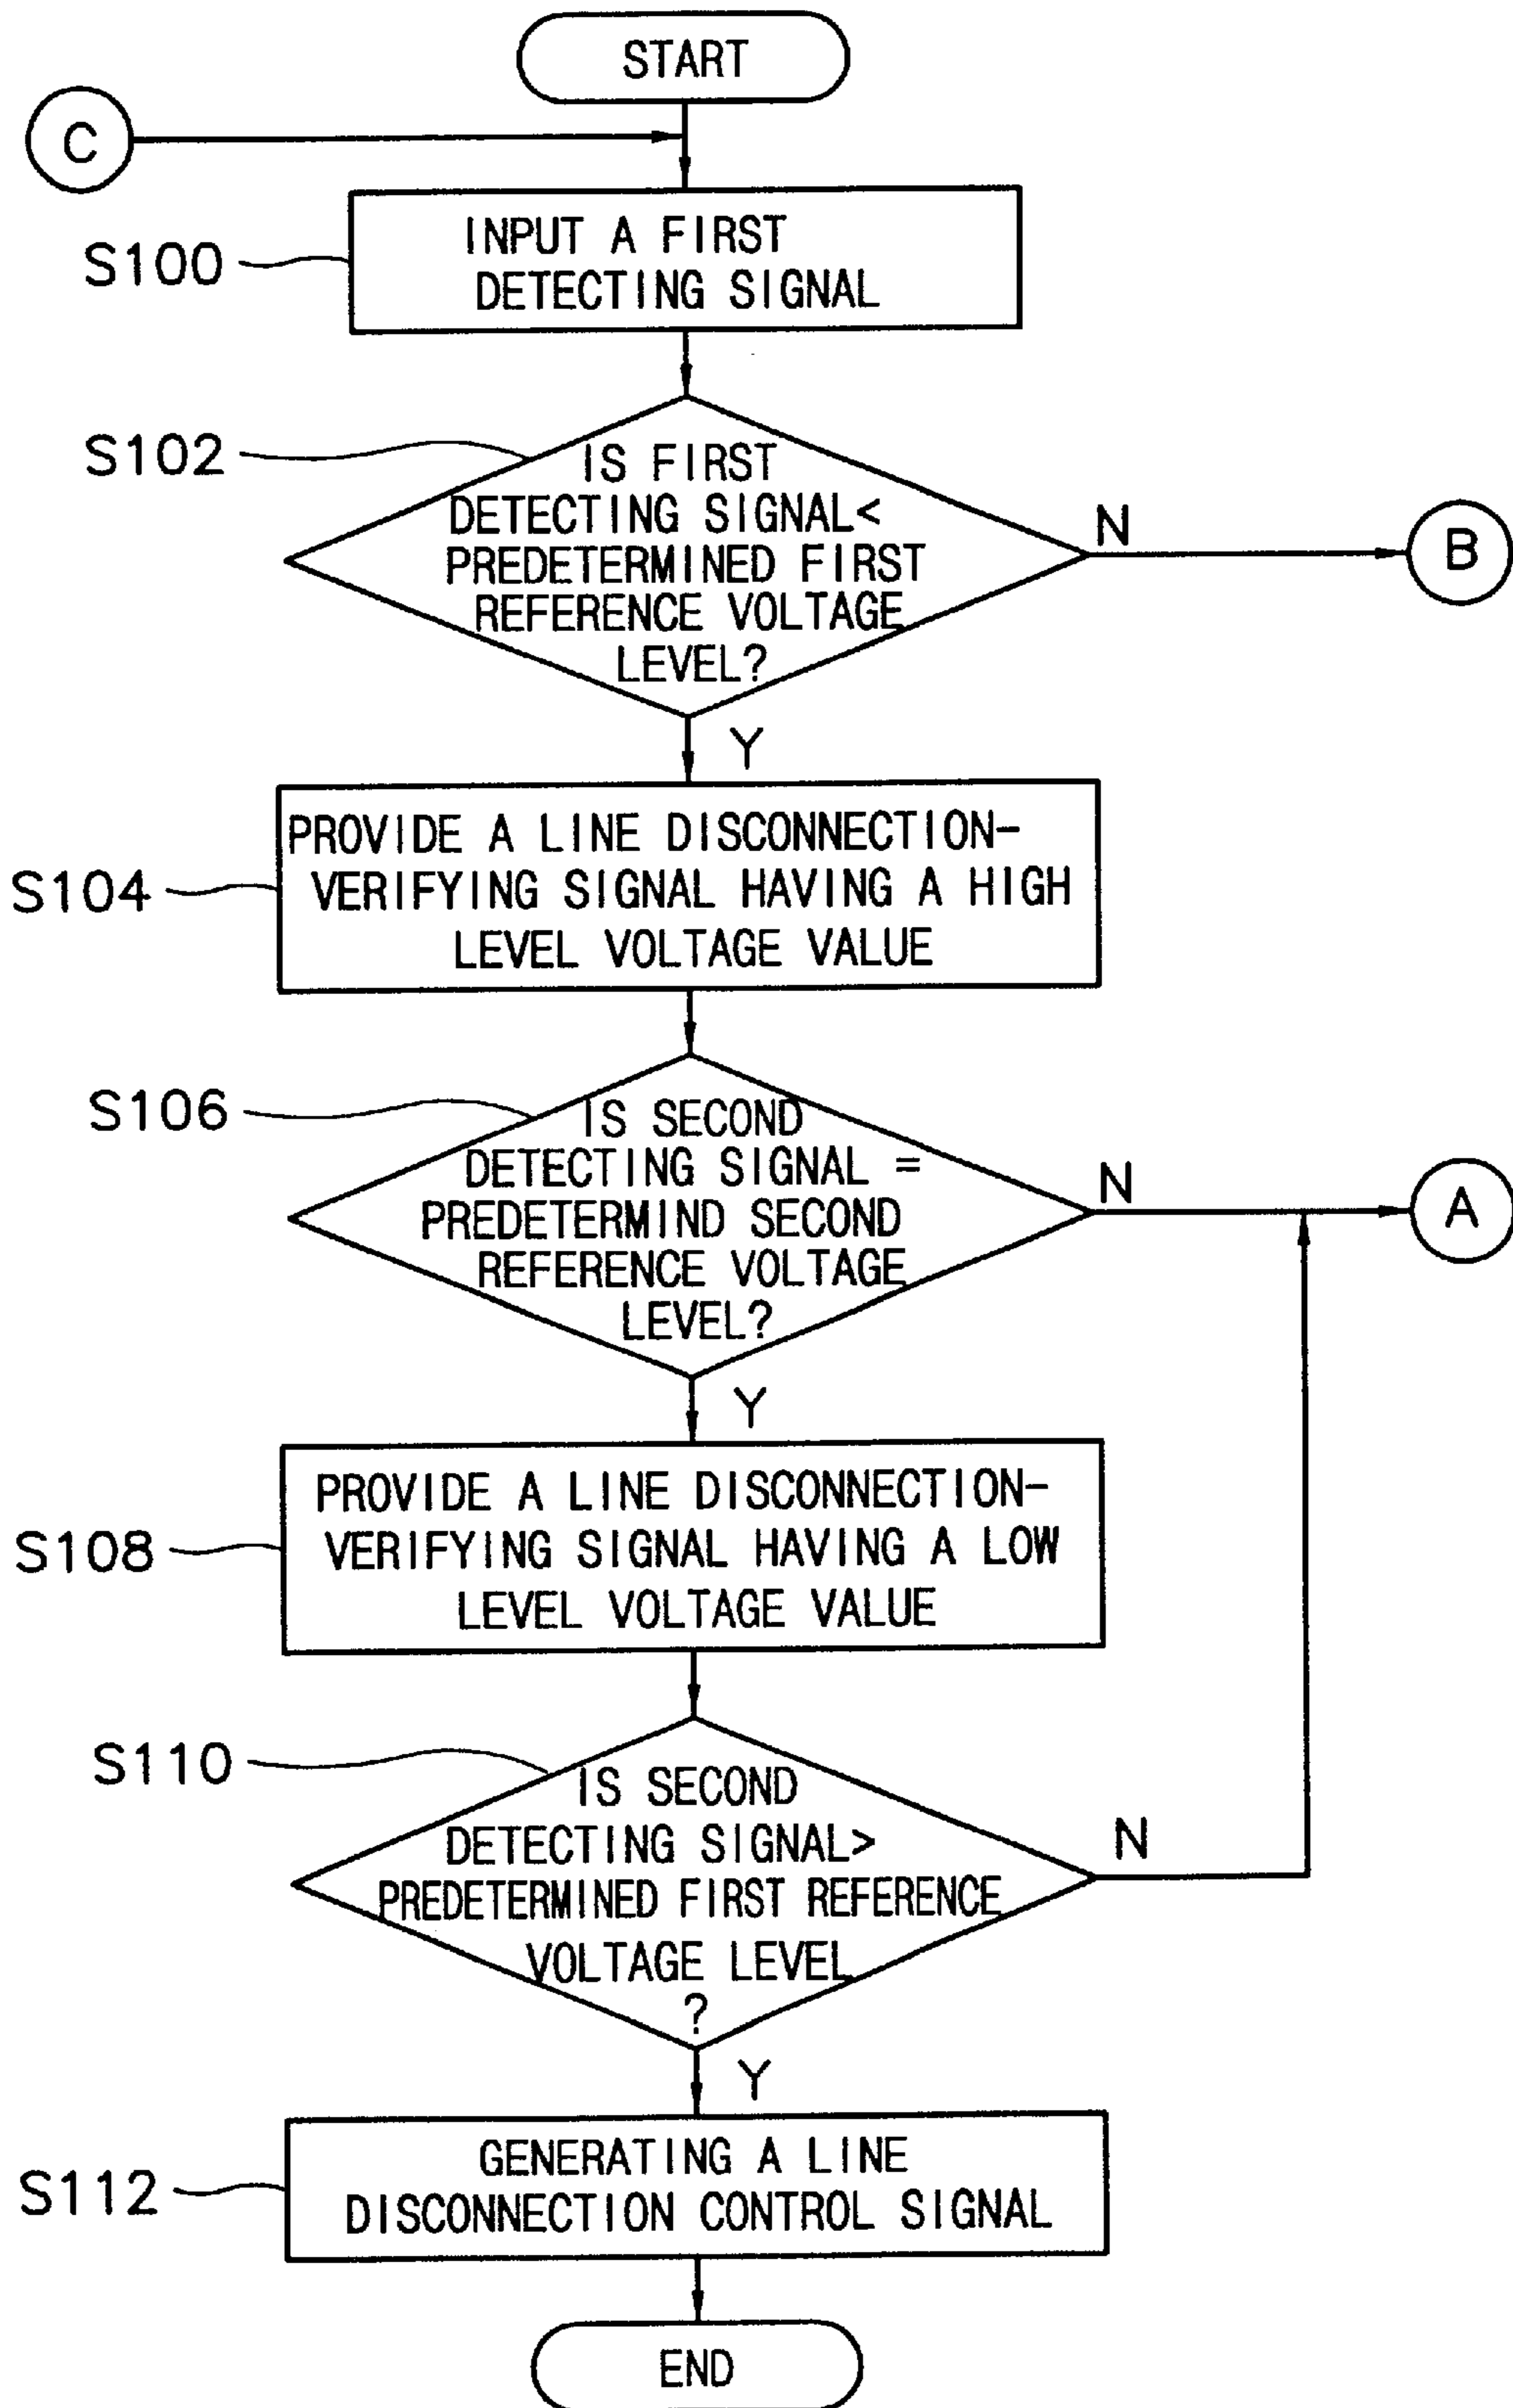 START
C
S100
INPUT A FIRST
DETECTING SIGNAL
S102
IS FIRST
DETECTING SIGNAL<
PREDETERMINED FIRST
REFERENCE VOLTAGE
LEVEL?
N
B
Y
S104
PROVIDE A LINE DISCONNECTION-
VERIFYING SIGNAL HAVING A HIGH
LEVEL VOLTAGE VALUE
S106
IS SECOND
DETECTING SIGNAL =
PREDETERMIND SECOND
REFERENCE VOLTAGE
LEVEL?
N
A
Y
S108
PROVIDE A LINE DISCONNECTION-
VERIFYING SIGNAL HAVING A LOW
LEVEL VOLTAGE VALUE
S110
IS SECOND
DETECTING SIGNAL>
PREDETERMINED FIRST REFERENCE
VOLTAGE LEVEL
?
N
Y
S112
GENERATING A LINE
DISCONNECTION CONTROL SIGNAL
END